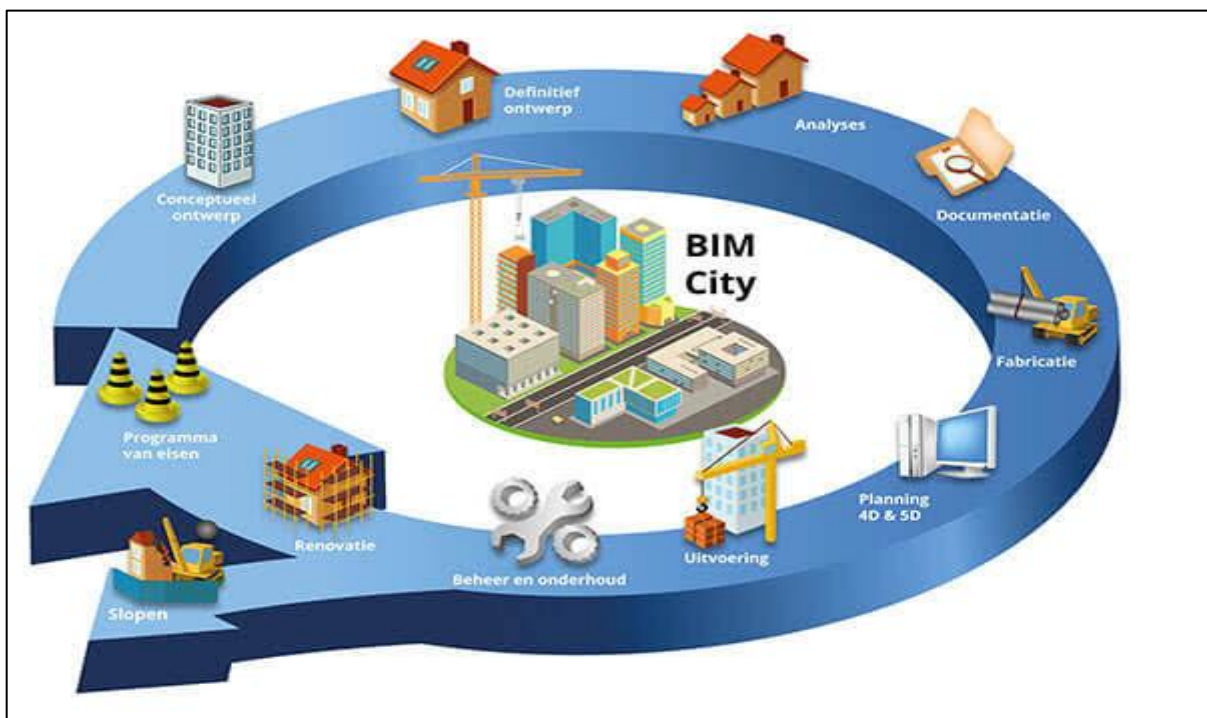 Definitief
ontwerp
Analyses
Conceptueel
ontwerp
Documentatie
BIM
City
Fabricatie
Programma
van eisen
Planning
4D & 5D
Renovatie
Uitvoering
Beheer en onderhoud
Slopen